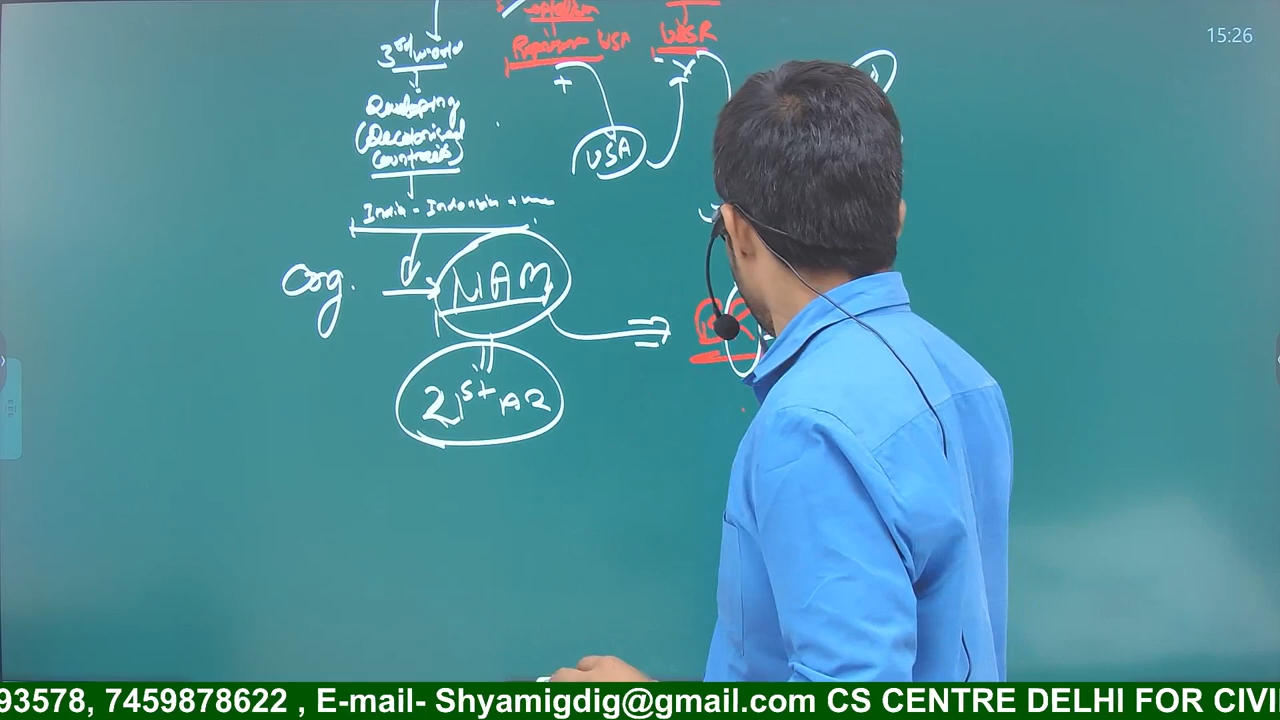 15:26
3rd world
USSR
USA
USA
Developing
(Decolonised
Countries)
India - Indonesia +
Org.
NAM
21st
93578, 7459878622 , E-mail- Shyamigdig@gmail.com CS CENTRE DELHI FOR CIVI